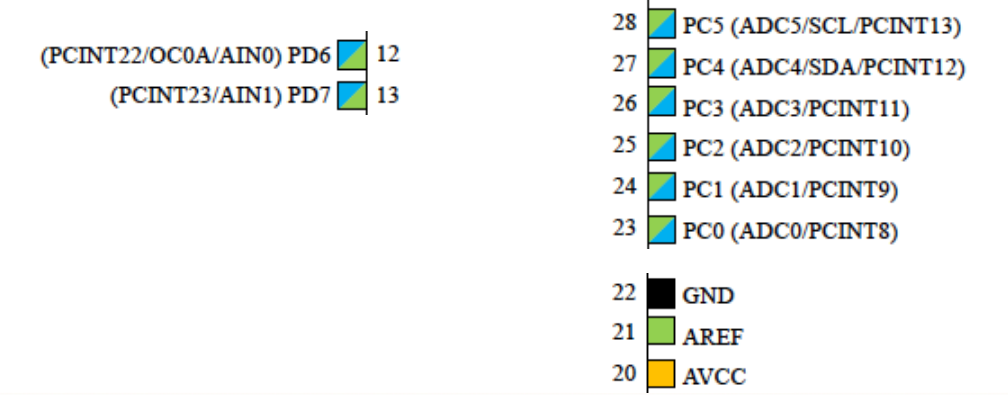 (PCINT22/OC0A/AIN0) PD6 12
(PCINT23/AIN1) PD7 13
28 PC5 (ADC5/SCL/PCINT13)
27 PC4 (ADC4/SDA/PCINT12)
26 PC3 (ADC3/PCINT11)
25 PC2 (ADC2/PCINT10)
24 PC1 (ADC1/PCINT9)
23 PC0 (ADC0/PCINT8)
22 GND
21 AREF
20 AVCC